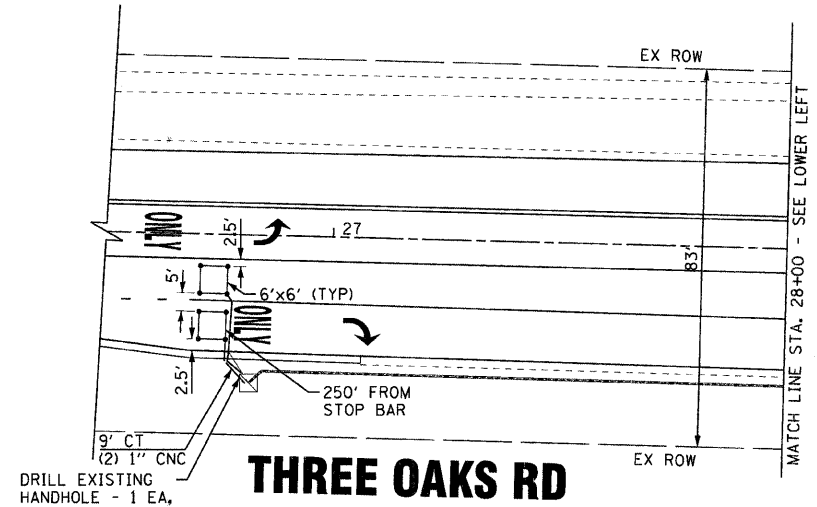 EX ROW
MATCH LINE STA. 28+00 - SEE LOWER LEFT
ONLY
2.5'
27
83'
5'
6'x6' (TYP)
ONLY
2.5'
250' FROM
STOP BAR
9' CT
(2) 1" CNC
DRILL EXISTING
HANDHOLE - 1 EA.
THREE OAKS RD
EX ROW